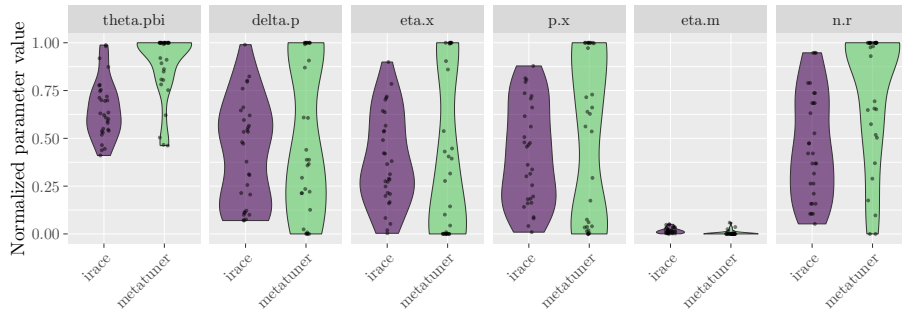 theta.pbi delta.p eta.x p.x eta.m n.r
Normalized parameter value
1.00
0.75
0.50
0.25
0.00
irace metatuner irace metatuner irace metatuner irace metatuner irace metatuner irace metatuner